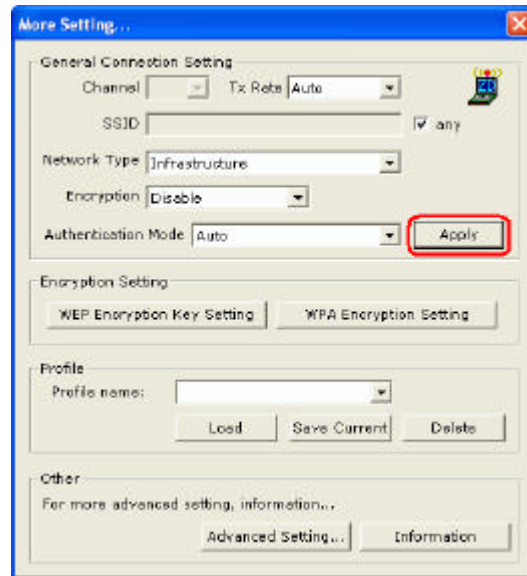 More Setting...
General Connection Setting
Channel Tx Rate Auto
SSID any
Network Type Infrastructure
Encryption Disable
Authentication Mode Auto Apply
Encryption Setting
WEP Encryption Key Setting WPA Encryption Setting
Profile
Profile name:
Load Save Current Delete
Other
For more advanced setting, information...
Advanced Setting... Information